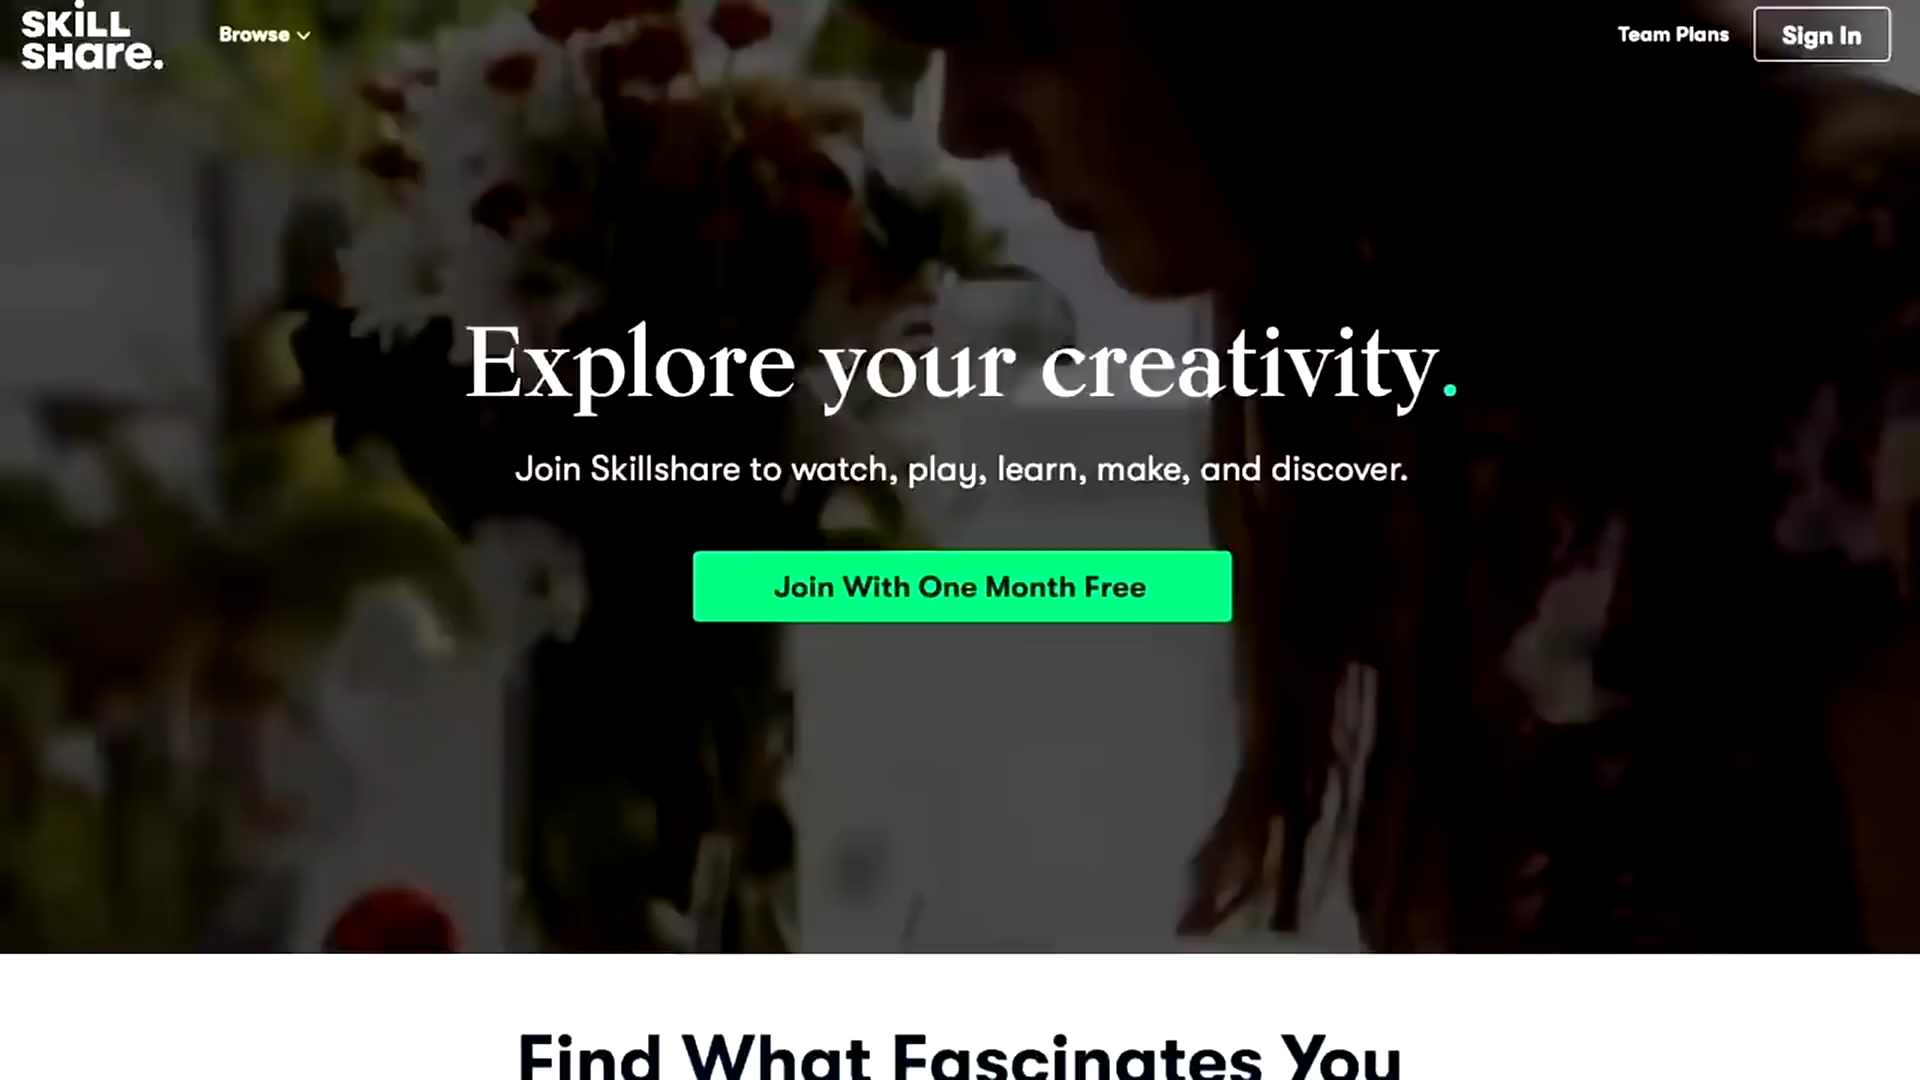 SKiLL
SHare.
Browse
Team Plans
Sign In
Explore your creativity.
Join Skillshare to watch, play, learn, make, and discover.
Join With One Month Free
Find What Fascinates You